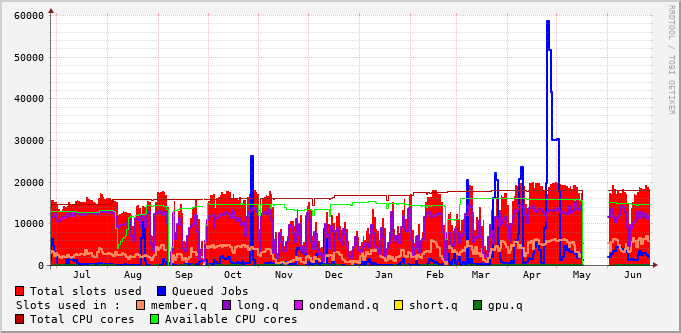 60000
50000
40000
30000
20000
10000
0
Jul Aug Sep Oct Nov Dec Jan Feb Mar Apr May Jun
RRDTOOL / TOBI OETIKER
Total slots used Queued Jobs
Slots used in : member.q long.q ondemand.q short.q gpu.q
Total CPU cores Available CPU cores